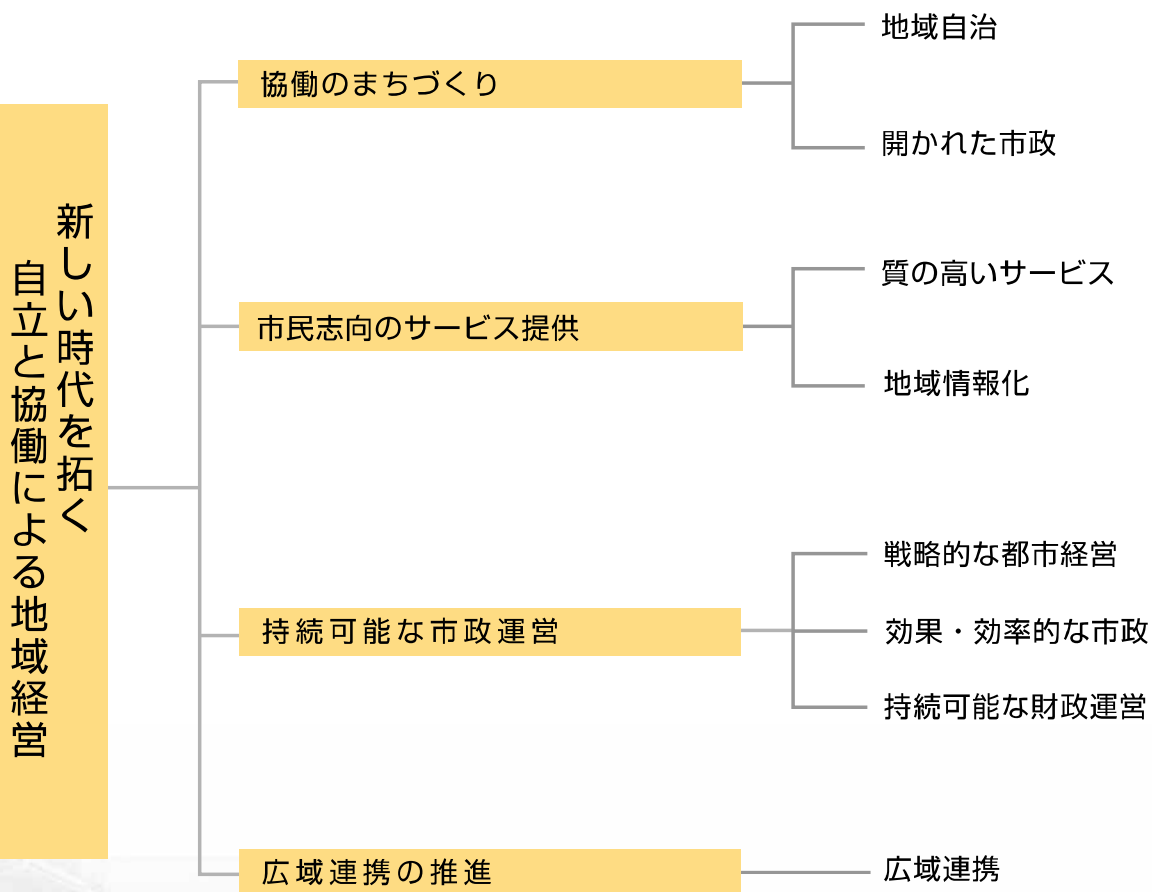 新しい時代を拓く
自立と協働による地域経営
協働のまちづくり
地域自治
開かれた市政
市民志向のサービス提供
質の高いサービス
地域情報化
持続可能な市政運営
戦略的な都市経営
効果・効率的な市政
持続可能な財政運営
広域連携の推進
広域連携